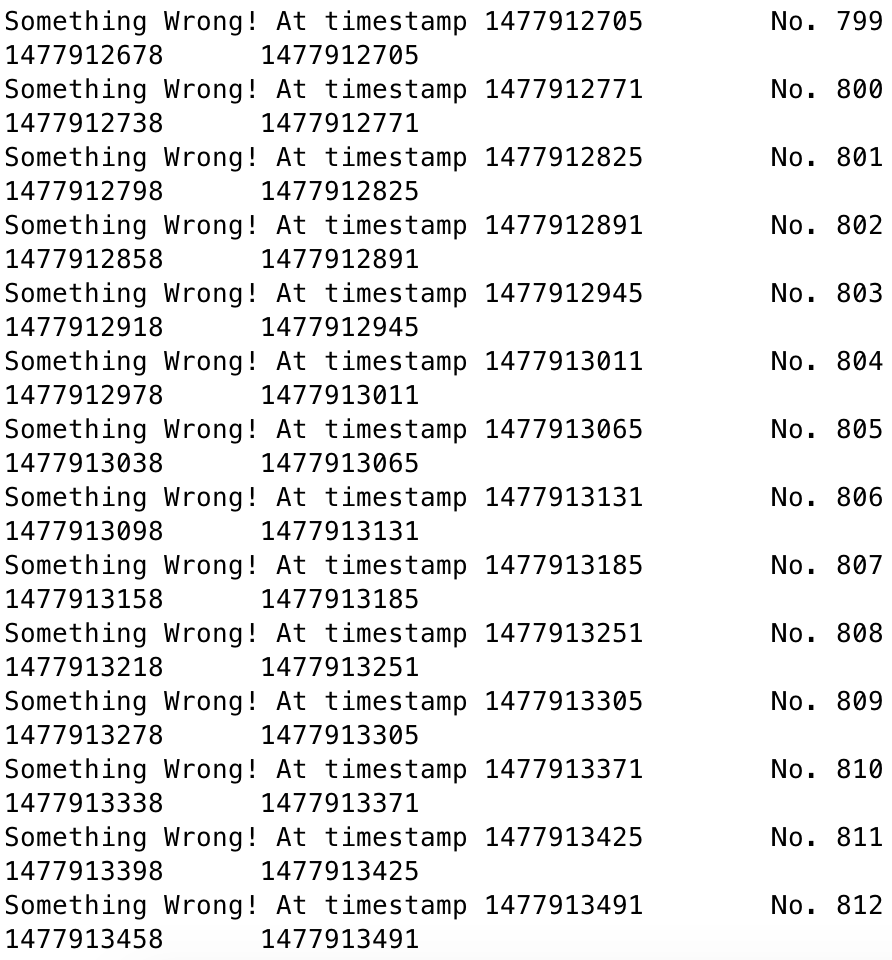 Something Wrong! At timestamp 1477912705 No. 799
1477912678 1477912705
Something Wrong! At timestamp 1477912771 No. 800
1477912738 1477912771
Something Wrong! At timestamp 1477912825 No. 801
1477912798 1477912825
Something Wrong! At timestamp 1477912891 No. 802
1477912858 1477912891
Something Wrong! At timestamp 1477912945 No. 803
1477912918 1477912945
Something Wrong! At timestamp 1477913011 No. 804
1477912978 1477913011
Something Wrong! At timestamp 1477913065 No. 805
1477913038 1477913065
Something Wrong! At timestamp 1477913131 No. 806
1477913098 1477913131
Something Wrong! At timestamp 1477913185 No. 807
1477913158 1477913185
Something Wrong! At timestamp 1477913251 No. 808
1477913218 1477913251
Something Wrong! At timestamp 1477913305 No. 809
1477913278 1477913305
Something Wrong! At timestamp 1477913371 No. 810
1477913338 1477913371
Something Wrong! At timestamp 1477913425 No. 811
1477913398 1477913425
Something Wrong! At timestamp 1477913491 No. 812
1477913458 1477913491